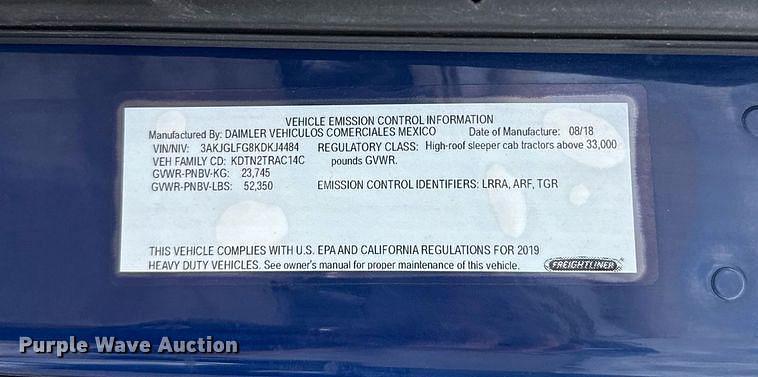 VEHICLE EMISSION CONTROL INFORMATION
Manufactured By: DAIMLER VEHICULOS COMERCIALES MEXICO Date of Manufacture: 08/18
VIN/NIV: 3AKJGLFG8KDKJ4484 REGULATORY CLASS: High-roof sleeper cab tractors above 33,000
VEH FAMILY CD: KDTN2TRAC14C pounds GVWR.
GVWR-PNBV-KG: 23,745
GVWR-PNBV-LBS: 52,350 EMISSION CONTROL IDENTIFIERS: LRRA, ARF, TGR
THIS VEHICLE COMPLIES WITH U.S. EPA AND CALIFORNIA REGULATIONS FOR 2019
HEAVY DUTY VEHICLES. See owner's manual for proper maintenance of this vehicle. FREIGHTLINER
Purple Wave Auction